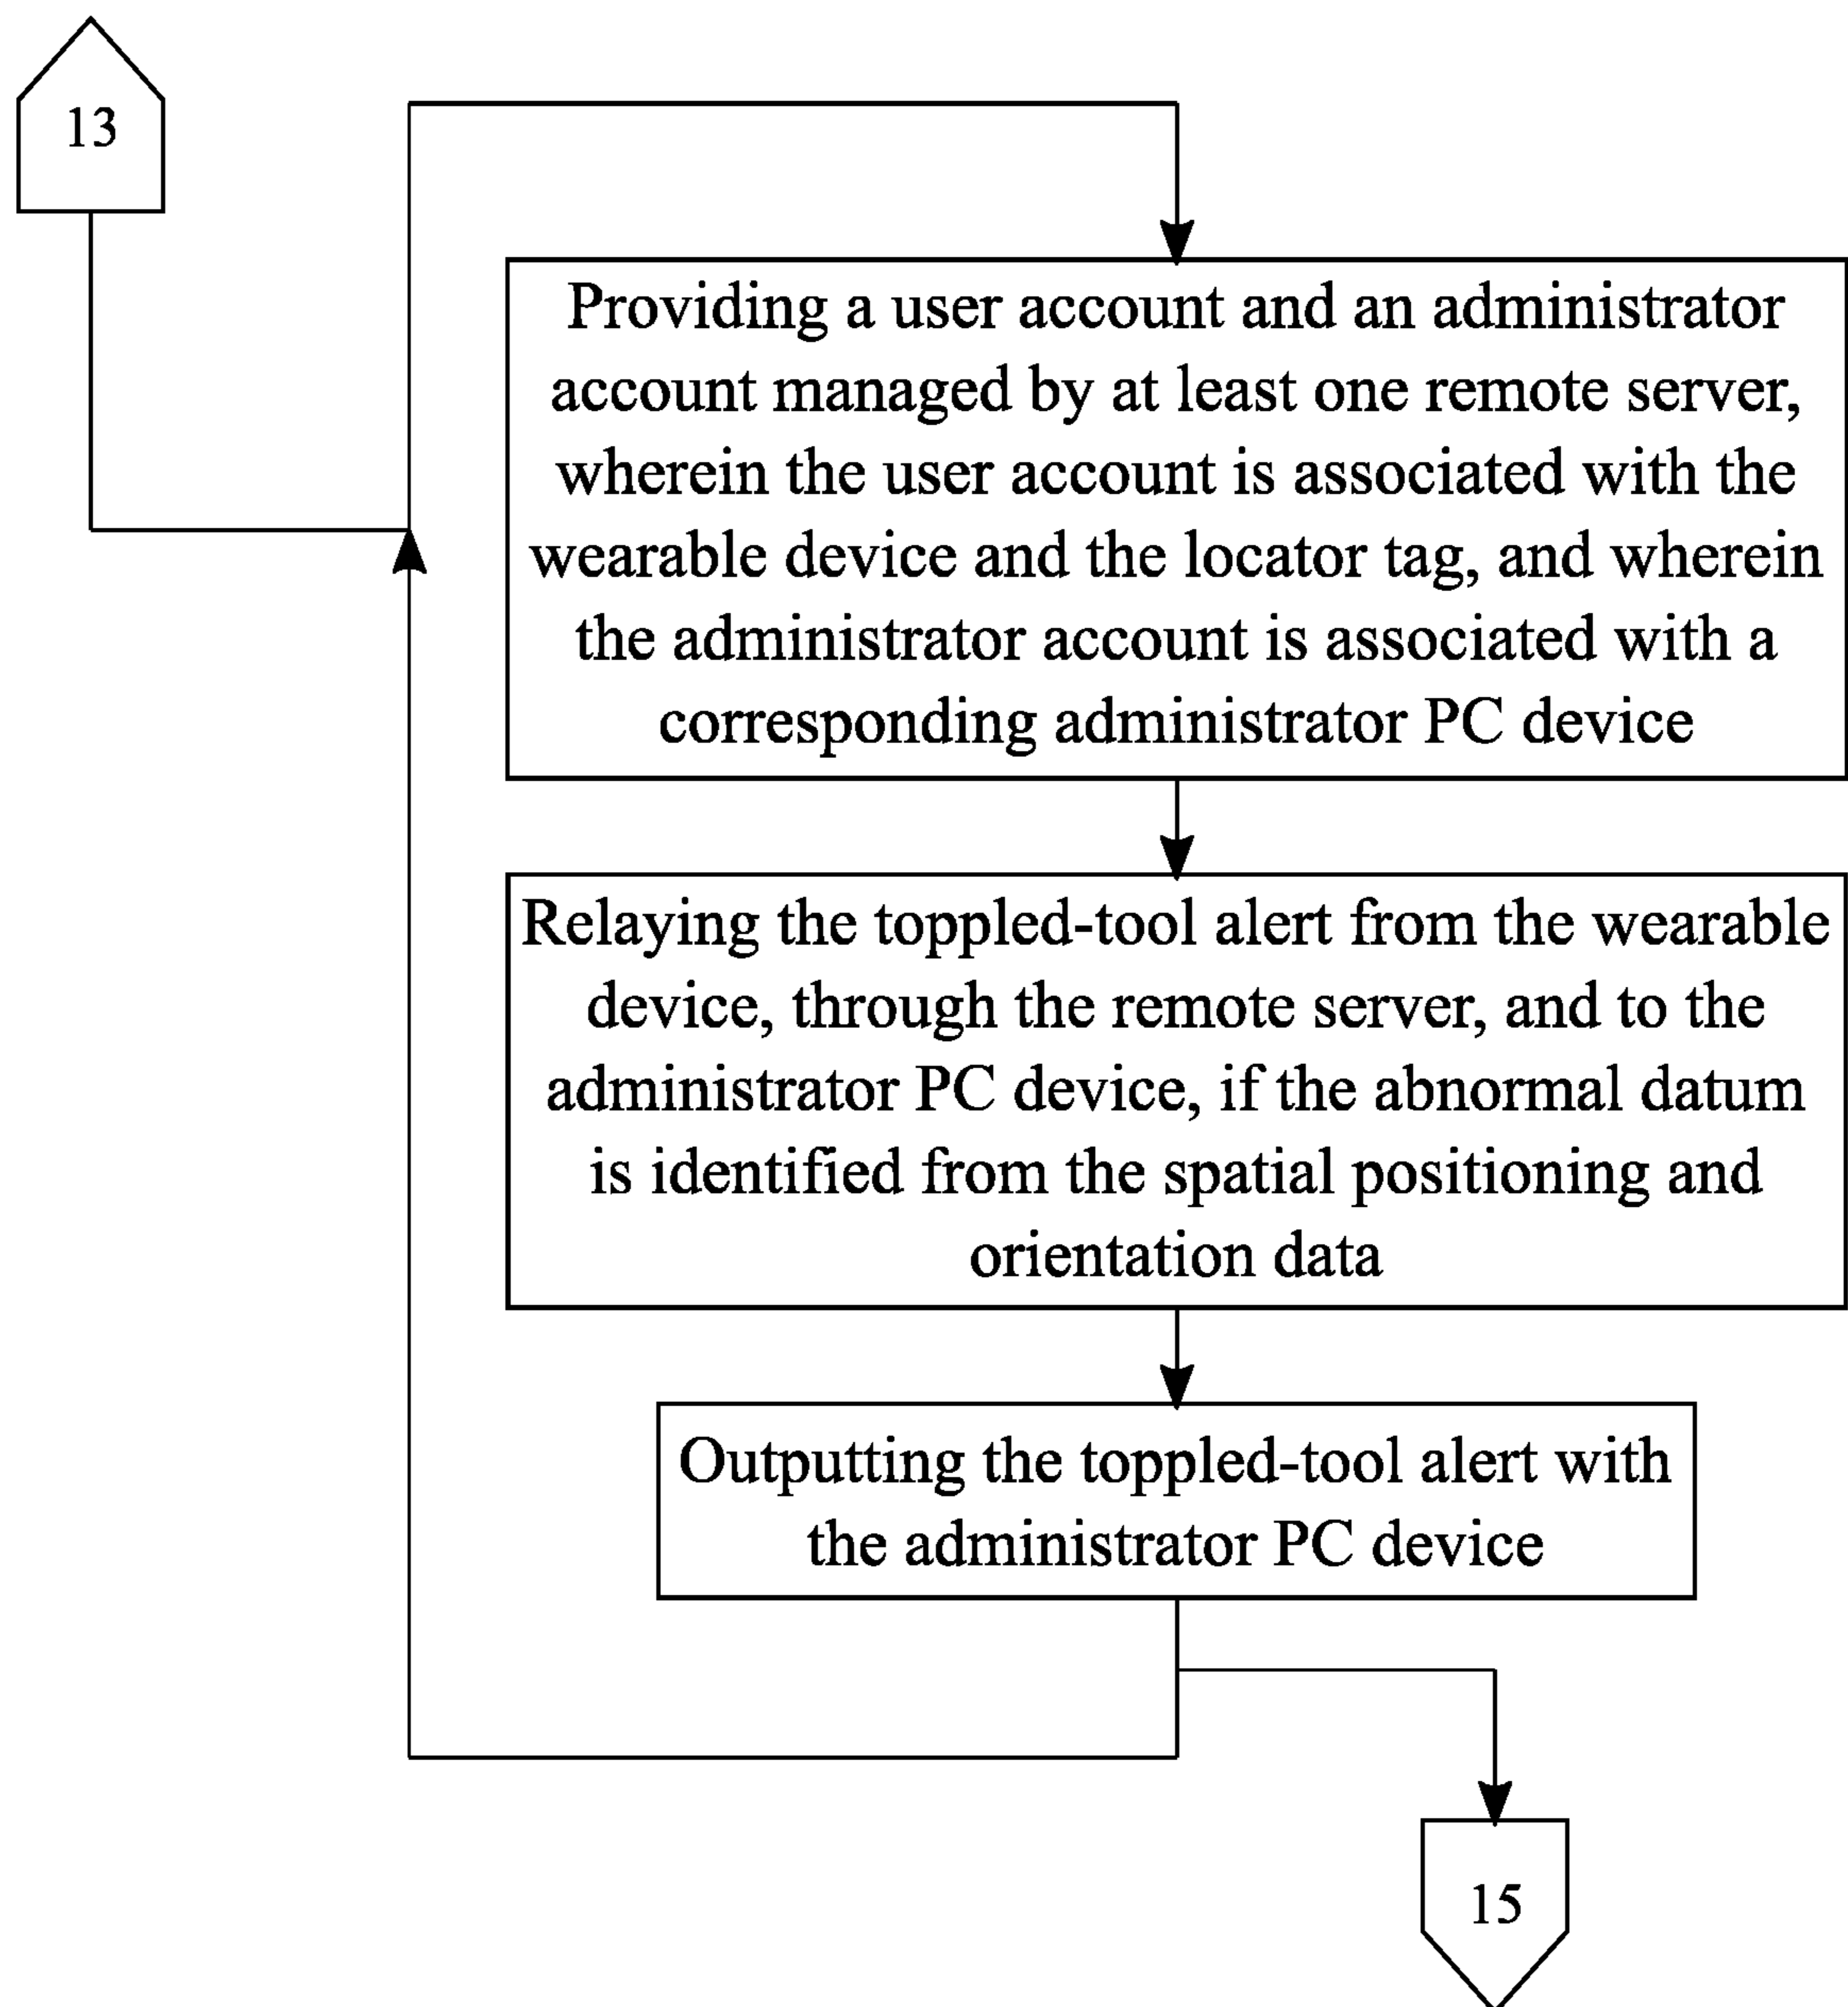 13
Providing a user account and an administrator
account managed by at least one remote server,
wherein the user account is associated with the
wearable device and the locator tag, and wherein
the administrator account is associated with a
corresponding administrator PC device
Relaying the toppled-tool alert from the wearable
device, through the remote server, and to the
administrator PC device, if the abnormal datum
is identified from the spatial positioning and
orientation data
Outputting the toppled-tool alert with
the administrator PC device
15